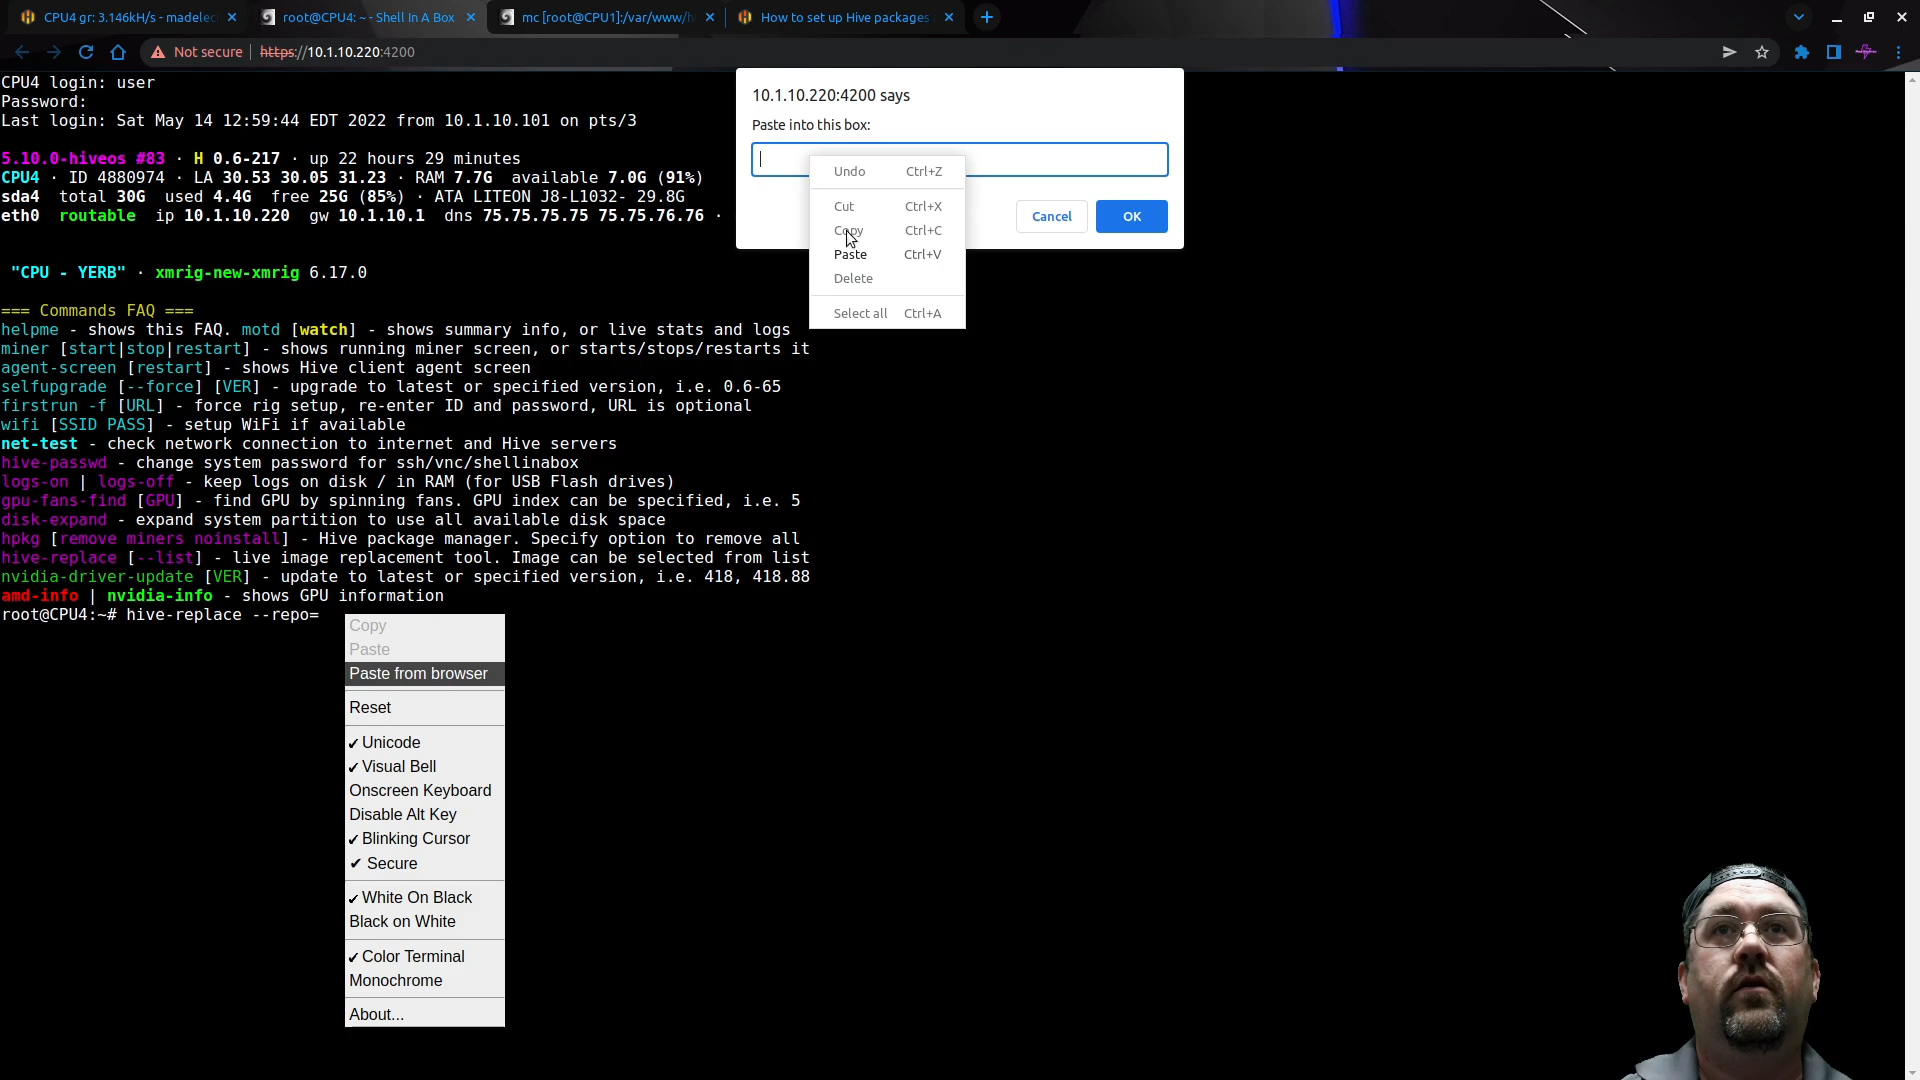 CPU4 gr: 3.146kH/s - madelec
root@CPU4: ~ - Shell In A Box
mc [root@CPU1]:/var/www/h
How to set up Hive packages
Not secure
https://10.1.10.220:4200
CPU4 login: user
Password:
Last login: Sat May 14 12:59:44 EDT 2022 from 10.1.10.101 on pts/3
5.10.0-hiveos #83 · H 0.6-217 · up 22 hours 29 minutes
CPU4 · ID 4880974 · LA 30.53 30.05 31.23 · RAM 7.7G available 7.0G (91%)
sda4 total 30G used 4.4G free 25G (85%) · ATA LITEON J8-L1032- 29.8G
eth0 routable ip 10.1.10.220 gw 10.1.10.1 dns 75.75.75.75 75.75.76.76 ·
"CPU - YERB" · xmrig-new-xmrig 6.17.0
=== Commands FAQ ===
helpme - shows this FAQ. motd [watch] - shows summary info, or live stats and logs
miner [start|stop|restart] - shows running miner screen, or starts/stops/restarts it
agent-screen [restart] - shows Hive client agent screen
selfupgrade [--force] [VER] - upgrade to latest or specified version, i.e. 0.6-65
firstrun -f [URL] - force rig setup, re-enter ID and password, URL is optional
wifi [SSID PASS] - setup WiFi if available
net-test - check network connection to internet and Hive servers
hive-passwd - change system password for ssh/vnc/shellinabox
logs-on | logs-off - keep logs on disk / in RAM (for USB Flash drives)
gpu-fans-find [GPU] - find GPU by spinning fans. GPU index can be specified, i.e. 5
disk-expand - expand system partition to use all available disk space
hpkg [remove miners noinstall] - Hive package manager. Specify option to remove all
hive-replace [--list] - live image replacement tool. Image can be selected from list
nvidia-driver-update [VER] - update to latest or specified version, i.e. 418, 418.88
amd-info | nvidia-info - shows GPU information
root@CPU4:~# hive-replace --repo=
10.1.10.220:4200 says
Paste into this box:
Cancel
OK
Undo Ctrl+Z
Cut Ctrl+X
Copy Ctrl+C
Paste Ctrl+V
Delete
Select all Ctrl+A
Copy
Paste
Paste from browser
Reset
✔ Unicode
✔ Visual Bell
Onscreen Keyboard
Disable Alt Key
✔ Blinking Cursor
✔ Secure
✔ White On Black
Black on White
✔ Color Terminal
Monochrome
About...